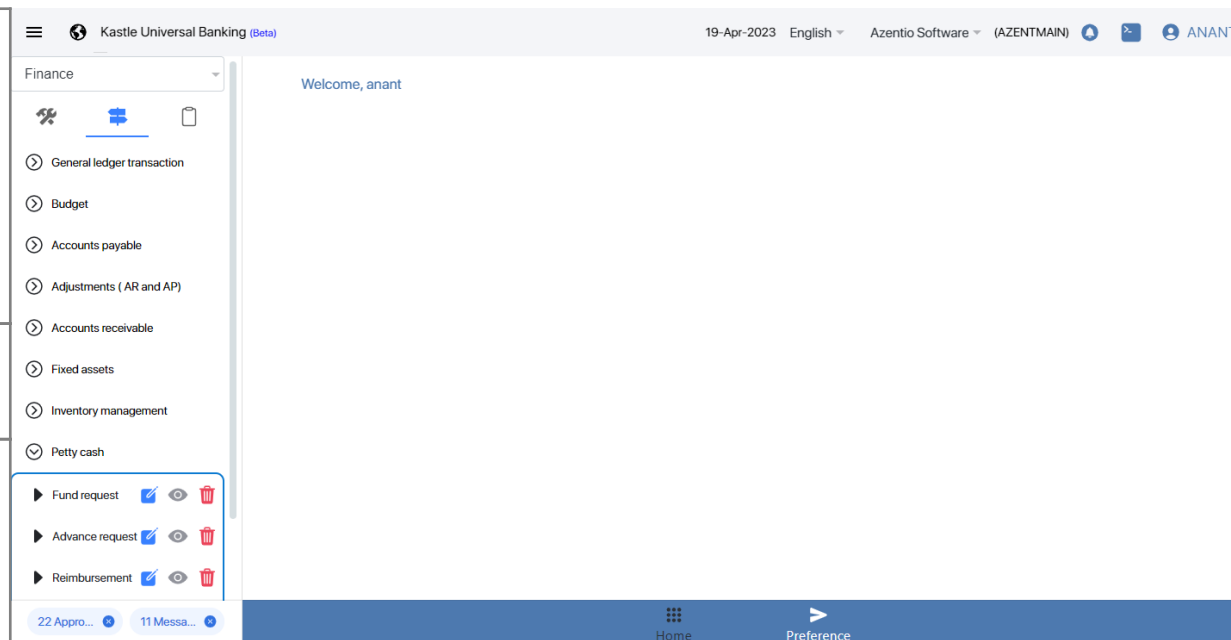 Kastle Universal Banking (Beta) 19-Apr-2023 English Azentio Software (AZENTMAIN) ANANT
Finance
Welcome, anant
General ledger transaction
Budget
Accounts payable
Adjustments ( AR and AP)
Accounts receivable
Fixed assets
Inventory management
Petty cash
Fund request
Advance request
Reimbursement
22 Appro... 11 Messa...
Home Preference